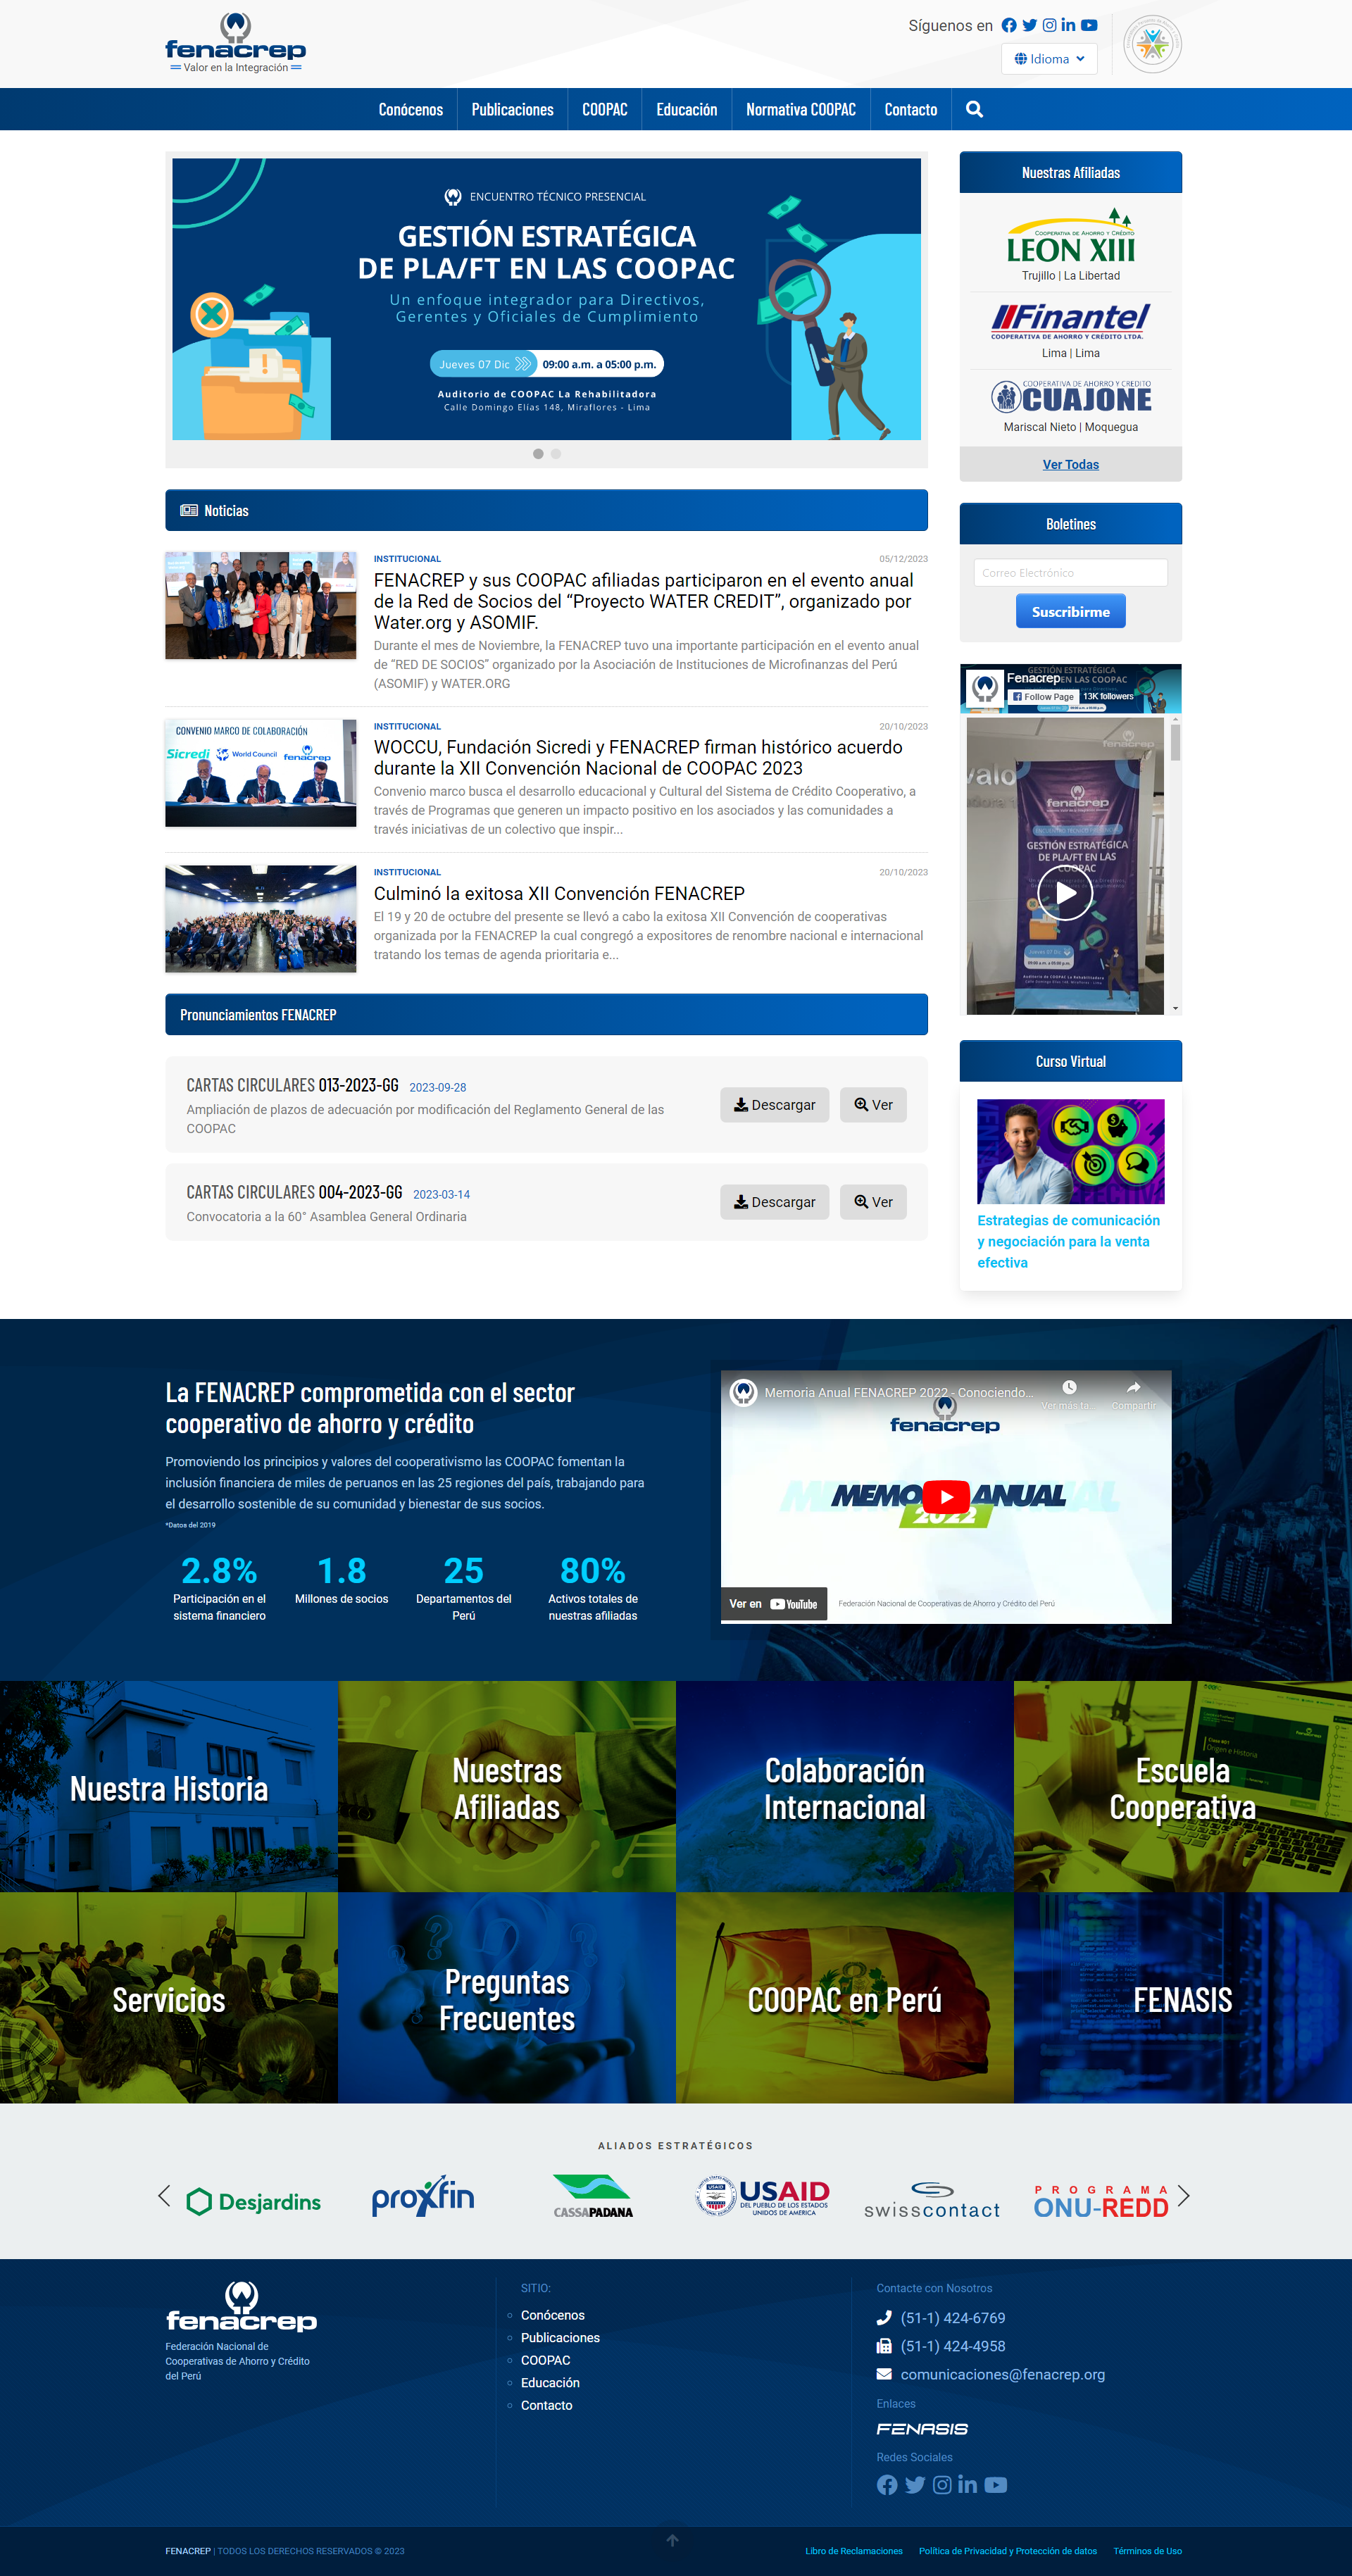 fenacrep
Valor en la Integración
Síguenos en
Idioma
Conócenos
Publicaciones
COOPAC
Educación
Normativa COOPAC
Contacto
ENCUENTRO TÉCNICO PRESENCIAL
GESTIÓN ESTRATÉGICA
DE PLA/FT EN LAS COOPAC
Un enfoque integrador para Directivos,
Gerentes y Oficiales de Cumplimiento
Jueves 07 Dic
09:00 a.m. a 05:00 p.m.
Auditorio de COOPAC La Rehabilitadora
Calle Domingo Elías 148, Miraflores - Lima
Noticias
INSTITUCIONAL
05/12/2023
FENACREP y sus COOPAC afiliadas participaron en el evento anual
de la Red de Socios del “Proyecto WATER CREDIT”, organizado por
Water.org y ASOMIF.
Durante el mes de Noviembre, la FENACREP tuvo una importante participación en el evento anual
de “RED DE SOCIOS” organizado por la Asociación de Instituciones de Microfinanzas del Perú
(ASOMIF) y WATER.ORG
CONVENIO MARCO DE COLABORACIÓN
Sicredi
World Council
fenacrep
INSTITUCIONAL
20/10/2023
WOCCU, Fundación Sicredi y FENACREP firman histórico acuerdo
durante la XII Convención Nacional de COOPAC 2023
Convenio marco busca el desarrollo educacional y Cultural del Sistema de Crédito Cooperativo, a
través de Programas que generen un impacto positivo en los asociados y las comunidades a
través iniciativas de un colectivo que inspir...
INSTITUCIONAL
20/10/2023
Culminó la exitosa XII Convención FENACREP
El 19 y 20 de octubre del presente se llevó a cabo la exitosa XII Convención de cooperativas
organizada por la FENACREP la cual congregó a expositores de renombre nacional e internacional
tratando los temas de agenda prioritaria e...
Pronunciamientos FENACREP
CARTAS CIRCULARES 013-2023-GG 2023-09-28
Ampliación de plazos de adecuación por modificación del Reglamento General de las
COOPAC
Descargar
Ver
CARTAS CIRCULARES 004-2023-GG 2023-03-14
Convocatoria a la 60° Asamblea General Ordinaria
Descargar
Ver
Nuestras Afiliadas
COOPERATIVA DE AHORRO Y CRÉDITO
LEON XIII
Trujillo | La Libertad
Finantel
COOPERATIVA DE AHORRO Y CRÉDITO LTDA.
Lima | Lima
COOPERATIVA DE AHORRO Y CREDITO
CUAJONE
Mariscal Nieto | Moquegua
Ver Todas
Boletines
Correo Electrónico
Suscribirme
Fenacrep
Follow Page
13K followers
fenacrep
GESTIÓN ESTRATÉGICA
DE PLA/FT EN LAS
COOPAC
Curso Virtual
Estrategias de comunicación
y negociación para la venta
efectiva
La FENACREP comprometida con el sector
cooperativo de ahorro y crédito
Promoviendo los principios y valores del cooperativismo las COOPAC fomentan la
inclusión financiera de miles de peruanos en las 25 regiones del país, trabajando para
el desarrollo sostenible de su comunidad y bienestar de sus socios.
*Datos del 2019
2.8%
Participación en el
sistema financiero
1.8
Millones de socios
25
Departamentos del
Perú
80%
Activos totales de
nuestras afiliadas
Memoria Anual FENACREP 2022 - Conociendo...
Ver más ta...
Compartir
fenacrep
MEMORIA ANUAL
2022
Ver en YouTube
Federación Nacional de Cooperativas de Ahorro y Crédito del Perú
Nuestra Historia
Nuestras
Afiliadas
Colaboración
Internacional
Escuela
Cooperativa
Servicios
Preguntas
Frecuentes
COOPAC en Perú
FENASIS
ALIADOS ESTRATÉGICOS
Desjardins
proxfin
CASSAPADANA
USAID
DEL PUEBLO DE LOS ESTADOS
UNIDOS DE AMERICA
swisscontact
PROGRAMA
ONU-REDD
fenacrep
Federación Nacional de
Cooperativas de Ahorro y Crédito
del Perú
SITIO:
Conócenos
Publicaciones
COOPAC
Educación
Contacto
Contacte con Nosotros
(51-1) 424-6769
(51-1) 424-4958
comunicaciones@fenacrep.org
Enlaces
FENASIS
Redes Sociales
FENACREP | TODOS LOS DERECHOS RESERVADOS © 2023
Libro de Reclamaciones
Política de Privacidad y Protección de datos
Términos de Uso